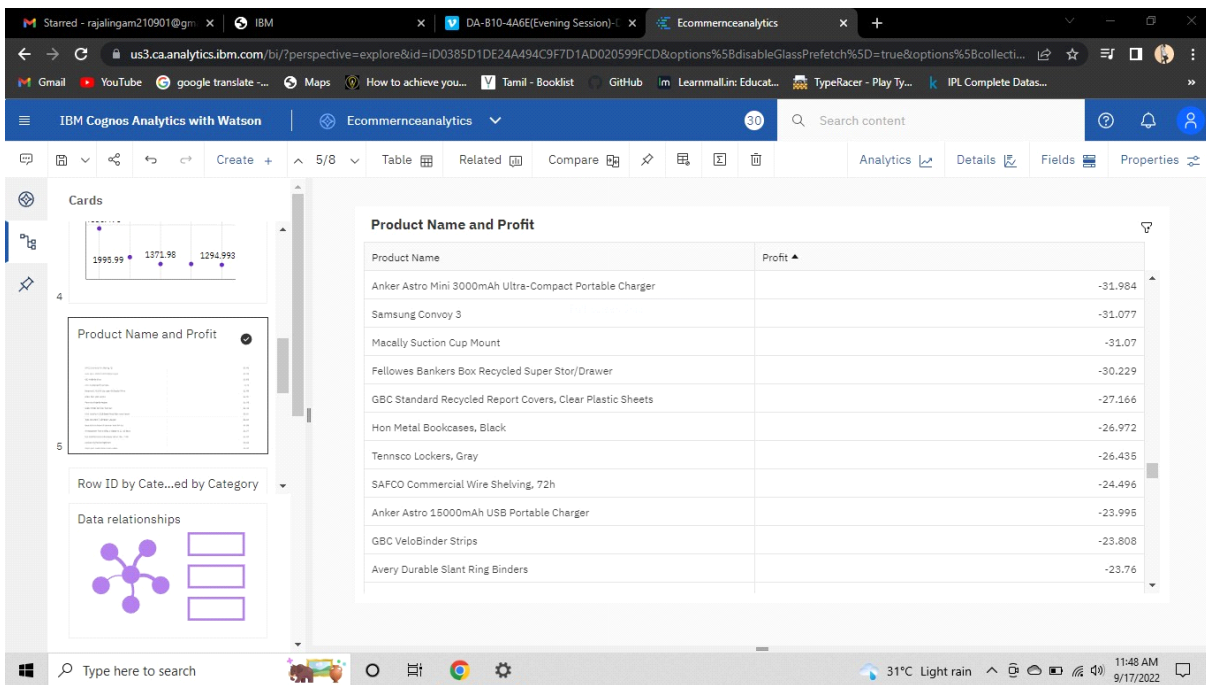 Starred - rajalingam210901@gm
IBM
DA-B10-4A6E(Evening Session)-
Ecommernceanalytics
us3.ca.analytics.ibm.com/bi/?perspective=explore&id=iD0385D1DE24A494C9F7D1AD020599FCD&options%5BdisableGlassPrefetch%5D=true&options%5Bcollecti...
Gmail YouTube google translate -... Maps How to achieve you... Tamil - Booklist GitHub Learnmall.in: Educat... TypeRacer - Play Ty... IPL Complete Datas... »
IBM Cognos Analytics with Watson
Ecommernceanalytics
30
Search content
Create + 5/8 Table Related Compare Analytics Details Fields Properties
Cards
1995.99 1371.98 1294.993
4
Product Name and Profit
5
Row ID by Cate...ed by Category
Data relationships
Product Name and Profit
Product Name Profit
Anker Astro Mini 3000mAh Ultra-Compact Portable Charger -31.984
Samsung Convoy 3 -31.077
Macally Suction Cup Mount -31.07
Fellowes Bankers Box Recycled Super Stor/Drawer -30.229
GBC Standard Recycled Report Covers, Clear Plastic Sheets -27.166
Hon Metal Bookcases, Black -26.972
Tennsco Lockers, Gray -26.435
SAFCO Commercial Wire Shelving, 72h -24.496
Anker Astro 15000mAh USB Portable Charger -23.995
GBC VeloBinder Strips -23.808
Avery Durable Slant Ring Binders -23.76
Type here to search
31°C Light rain
11:48 AM
9/17/2022